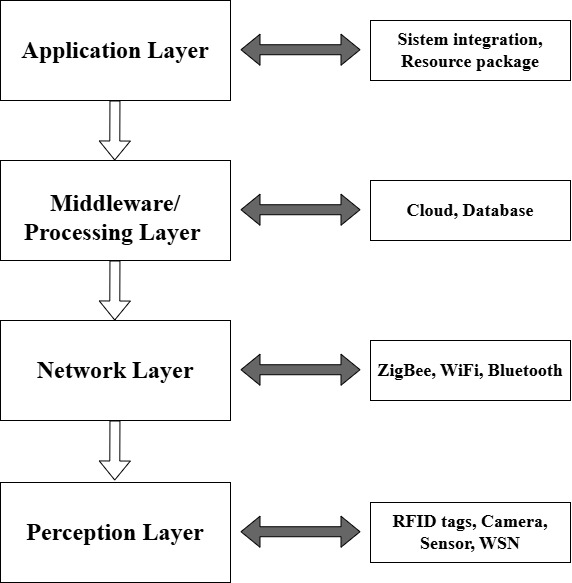 Application Layer
Sistem integration,
Resource package
Middleware/
Processing Layer
Cloud, Database
Network Layer
ZigBee, WiFi, Bluetooth
Perception Layer
RFID tags, Camera,
Sensor, WSN